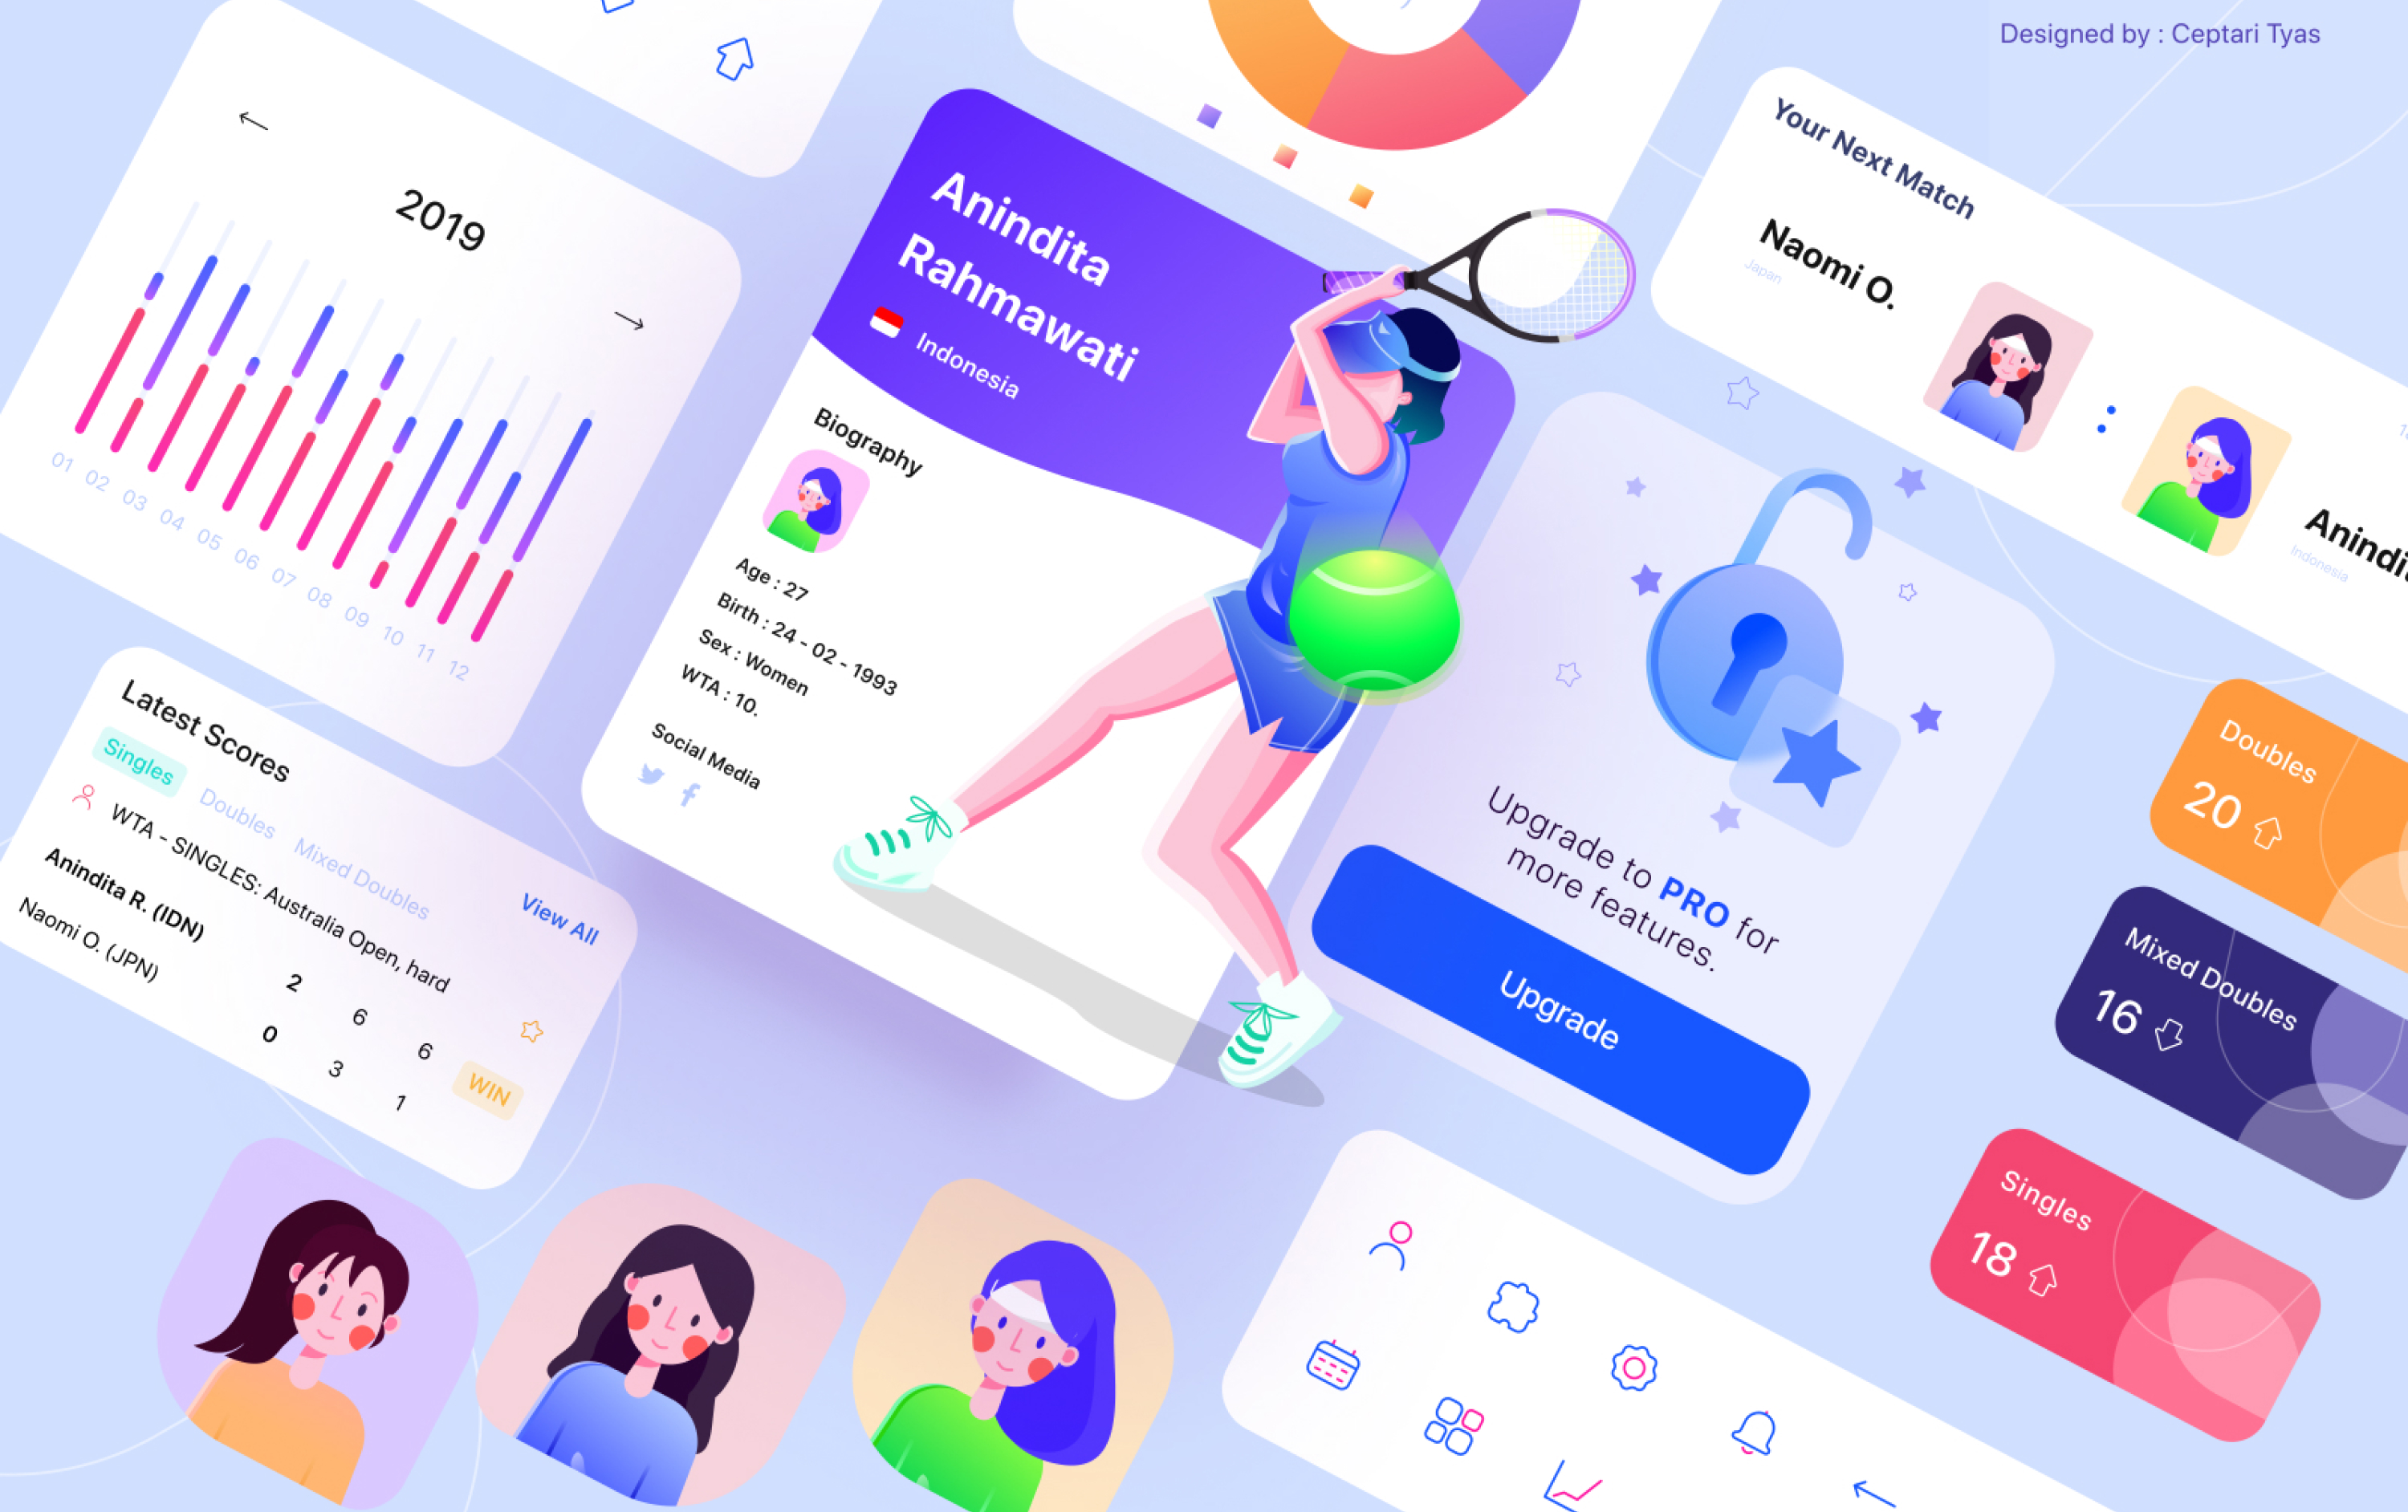 Designed by : Ceptari Tyas
2019
01 02 03 04 05 06 07 08 09 10 11 12
Latest Scores
Singles Doubles Mixed Doubles
View All
WTA - SINGLES: Australia Open, hard
Anindita R. (IDN) 2 6 6
Naomi O. (JPN) 0 3 1
WIN
Anindita
Rahmawati
Indonesia
Biography
Age : 27
Birth : 24 - 02 - 1993
Sex : Women
WTA : 10.
Social Media
Your Next Match
Naomi O.
Japan
:
Indonesia
Upgrade to PRO for
more features.
Upgrade
Doubles
20
Mixed Doubles
16
Singles
18